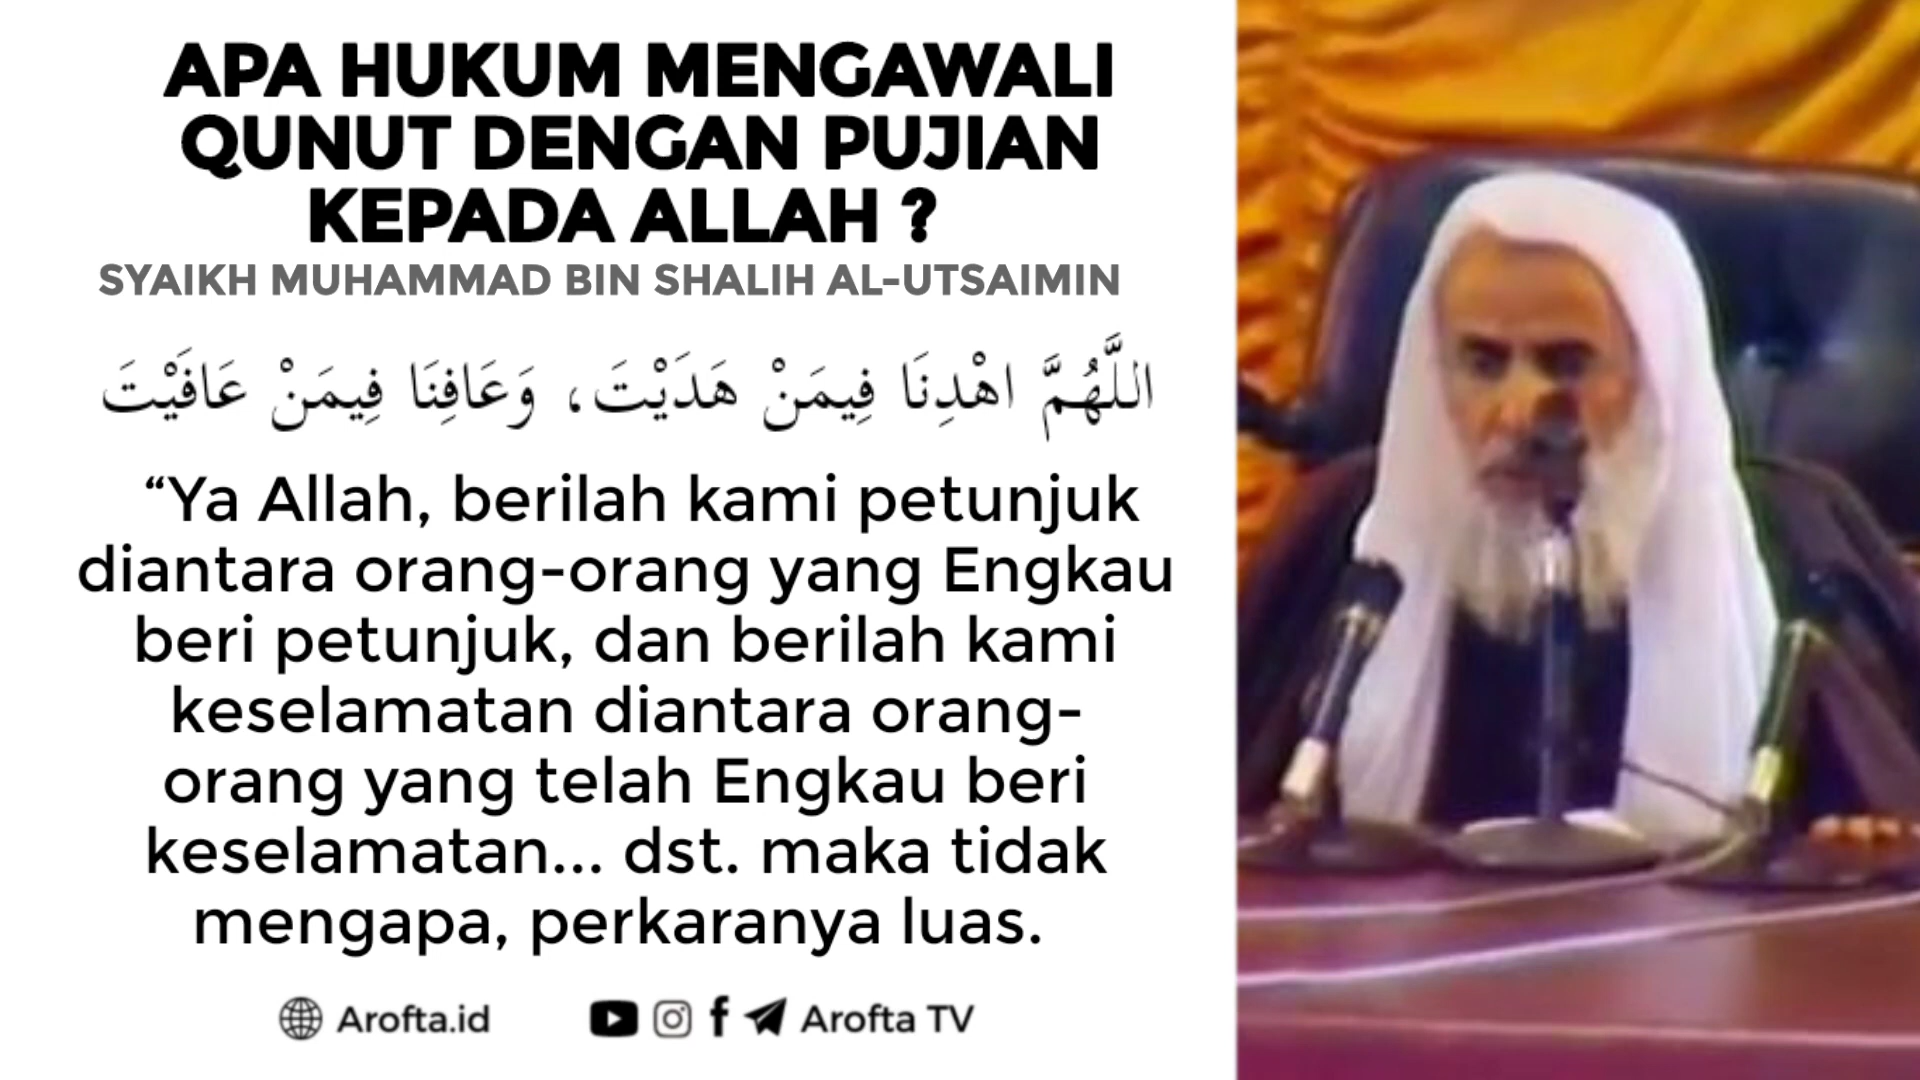 APA HUKUM MENGAWALI
QUNUT DENGAN PUJIAN
KEPADA ALLAH ?
SYAIKH MUHAMMAD BIN SHALIH AL-UTSAIMIN
اللَّهُمَّ اهْدِنَا فِيمَنْ هَدَيْتَ، وَعَافِنَا فِيمَنْ عَافَيْتَ
“Ya Allah, berilah kami petunjuk
diantara orang-orang yang Engkau
beri petunjuk, dan berilah kami
keselamatan diantara orang-
orang yang telah Engkau beri
keselamatan... dst. maka tidak
mengapa, perkaranya luas.
Arofta.id
Arofta TV